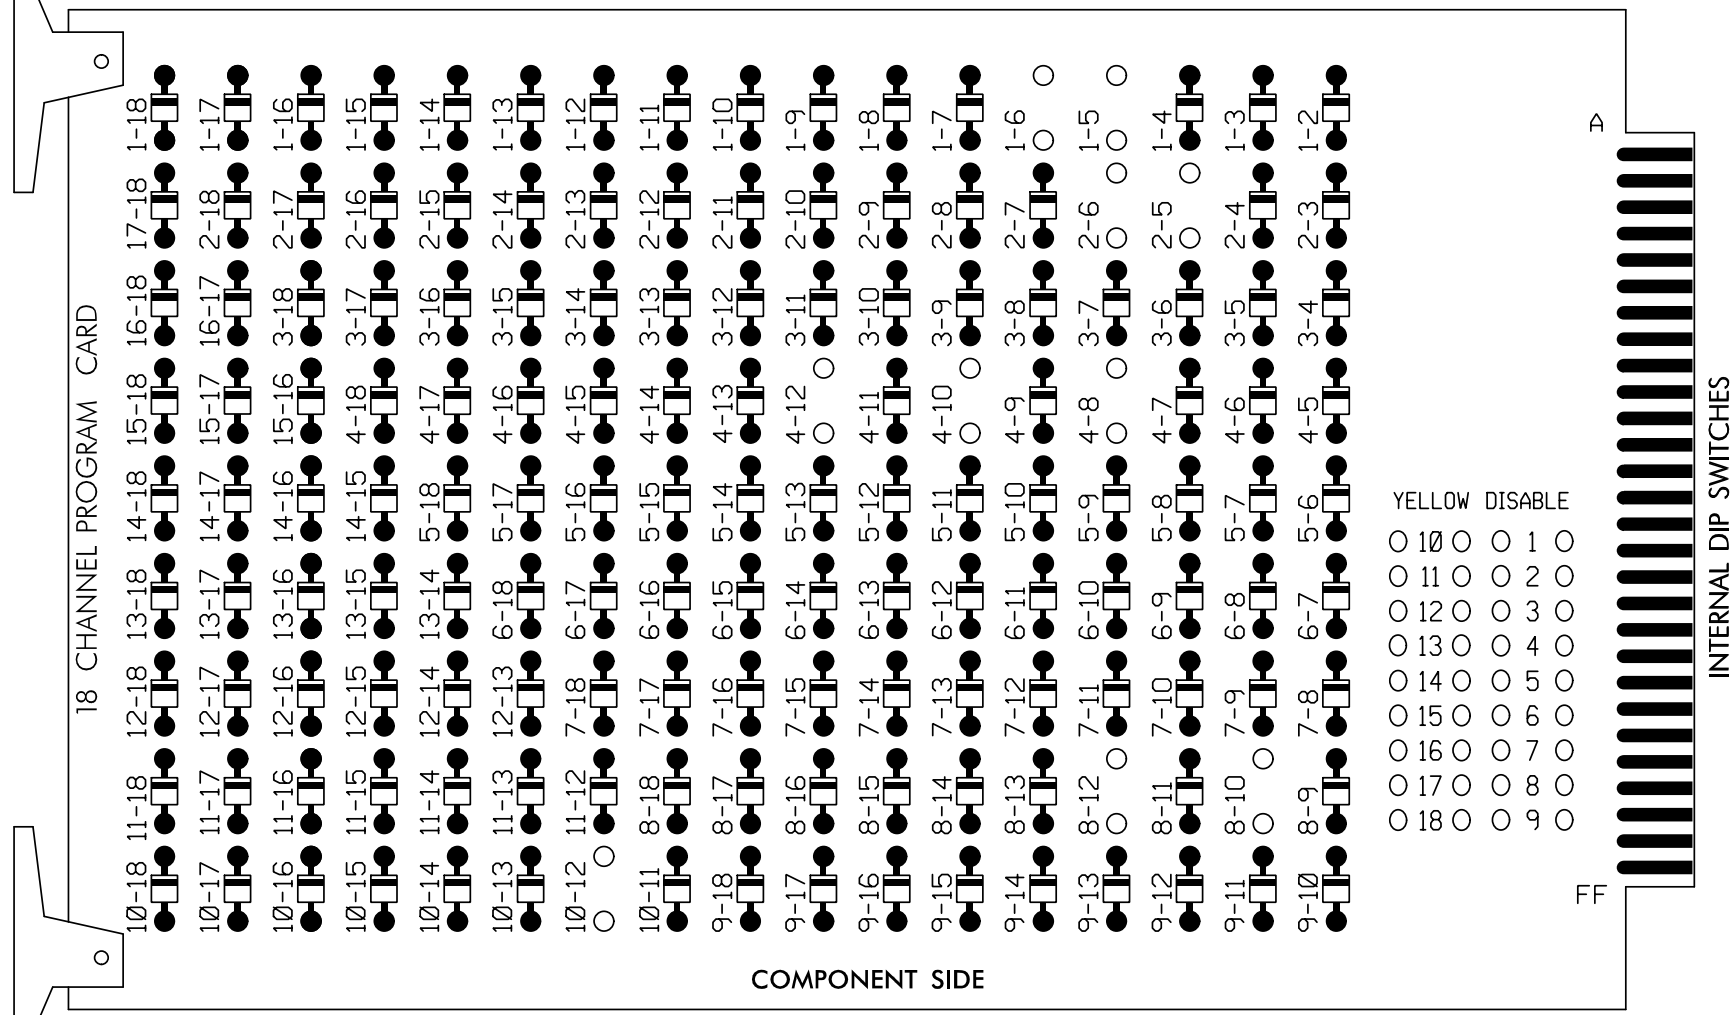 1-18 1-17 1-16 1-15 1-14 1-13 1-12 1-11 1-10 1-9 1-8 1-7 1-6 1-5 1-4 1-3 1-2
A
17-18 2-18 2-17 2-16 2-15 2-14 2-13 2-12 2-11 2-10 2-9 2-8 2-7 2-6 2-5 2-4 2-3
16-18 16-17 3-18 3-17 3-16 3-15 3-14 3-13 3-12 3-11 3-10 3-9 3-8 3-7 3-6 3-5 3-4
15-18 15-17 15-16 4-18 4-17 4-16 4-15 4-14 4-13 4-12 4-11 4-10 4-9 4-8 4-7 4-6 4-5
14-18 14-17 14-16 14-15 5-18 5-17 5-16 5-15 5-14 5-13 5-12 5-11 5-10 5-9 5-8 5-7 5-6
13-18 13-17 13-16 13-15 13-14 6-18 6-17 6-16 6-15 6-14 6-13 6-12 6-11 6-10 6-9 6-8 6-7
12-18 12-17 12-16 12-15 12-14 12-13 7-18 7-17 7-16 7-15 7-14 7-13 7-12 7-11 7-10 7-9 7-8
11-18 11-17 11-16 11-15 11-14 11-13 11-12 8-18 8-17 8-16 8-15 8-14 8-13 8-12 8-11 8-10 8-9
10-18 10-17 10-16 10-15 10-14 10-13 10-12 10-11 9-18 9-17 9-16 9-15 9-14 9-13 9-12 9-11 9-10
18 CHANNEL PROGRAM CARD
YELLOW DISABLE
10 1
11 2
12 3
13 4
14 5
15 6
16 7
17 8
18 9
FF
COMPONENT SIDE
INTERNAL DIP SWITCHES